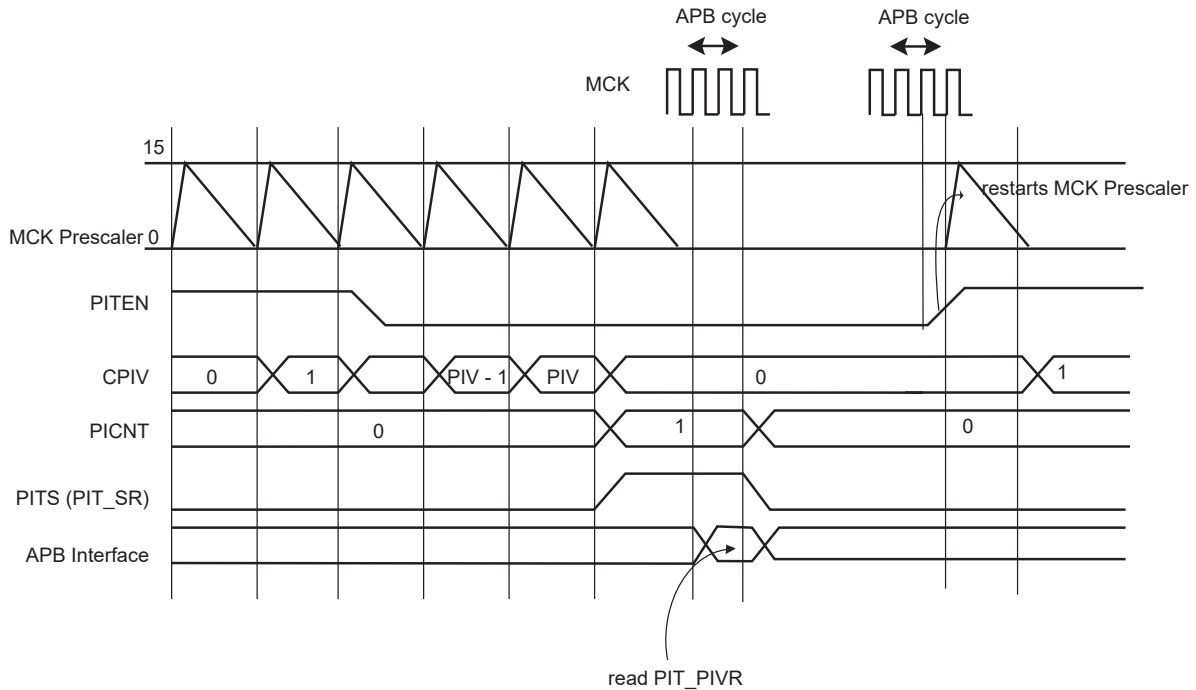 APB cycle
APB cycle
MCK
15
restarts MCK Prescaler
MCK Prescaler 0
PITEN
CPIV
0
1
PIV - 1
PIV
0
1
PICNT
0
1
0
PITS (PIT_SR)
APB Interface
read PIT_PIVR